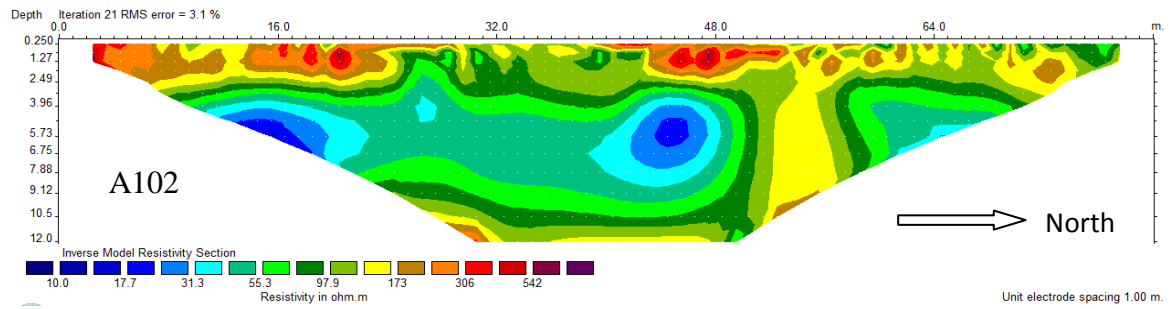 Depth Iteration 21 RMS error = 3.1 %
0.0 16.0 32.0 48.0 64.0 m.
0.250
1.27
2.49
3.96
5.73
6.75
7.88
9.12
10.5
12.0
A102
North
Inverse Model Resistivity Section
10.0 17.7 31.3 55.3 97.9 173 306 542
Resistivity in ohm.m
Unit electrode spacing 1.00 m.